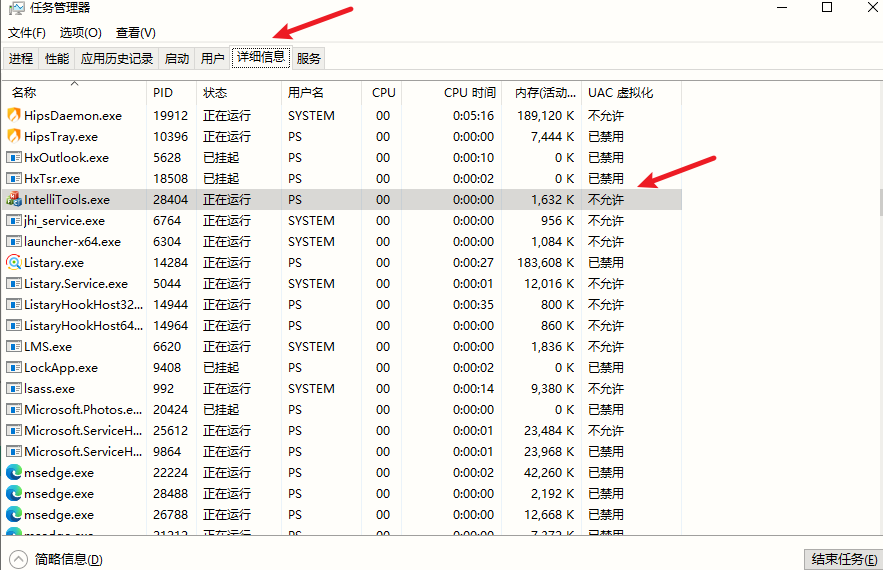 任务管理器
文件(F) 选项(O) 查看(V)
进程 性能 应用历史记录 启动 用户 详细信息 服务
名称 PID 状态 用户名 CPU CPU 时间 内存(活动... UAC 虚拟化
HipsDaemon.exe 19912 正在运行 SYSTEM 00 0:05:16 189,120 K 不允许
HipsTray.exe 10396 正在运行 PS 00 0:00:00 7,444 K 已禁用
HxOutlook.exe 5628 已挂起 PS 00 0:00:10 0 K 已禁用
HxTsr.exe 18508 已挂起 PS 00 0:00:02 0 K 已禁用
IntelliTools.exe 28404 正在运行 PS 00 0:00:00 1,632 K 不允许
jhi_service.exe 6764 正在运行 SYSTEM 00 0:00:00 956 K 不允许
launcher-x64.exe 6304 正在运行 SYSTEM 00 0:00:00 1,084 K 不允许
Listary.exe 14284 正在运行 PS 00 0:00:27 183,608 K 已禁用
Listary.Service.exe 5044 正在运行 SYSTEM 00 0:00:01 12,016 K 不允许
ListaryHookHost32... 14944 正在运行 PS 00 0:00:35 800 K 不允许
ListaryHookHost64... 14964 正在运行 PS 00 0:00:00 860 K 不允许
LMS.exe 6620 正在运行 SYSTEM 00 0:00:00 1,836 K 不允许
LockApp.exe 9408 已挂起 PS 00 0:00:02 0 K 已禁用
lsass.exe 992 正在运行 SYSTEM 00 0:00:14 9,380 K 不允许
Microsoft.Photos.e... 20424 已挂起 PS 00 0:00:00 0 K 已禁用
Microsoft.ServiceH... 25612 正在运行 PS 00 0:00:01 23,484 K 不允许
Microsoft.ServiceH... 9864 正在运行 PS 00 0:00:01 23,968 K 已禁用
msedge.exe 22224 正在运行 PS 00 0:00:02 42,260 K 已禁用
msedge.exe 28488 正在运行 PS 00 0:00:00 2,192 K 已禁用
msedge.exe 26788 正在运行 PS 00 0:00:00 12,668 K 已禁用
简略信息(D) 结束任务(E)